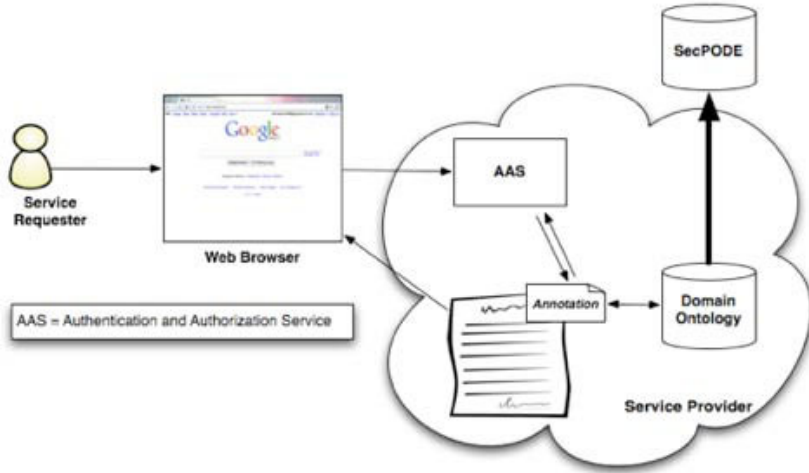 SecPODE
Google
AAS
Service
Requester
Web Browser
Annotation
Domain
Ontology
AAS = Authentication and Authorization Service
Service Provider